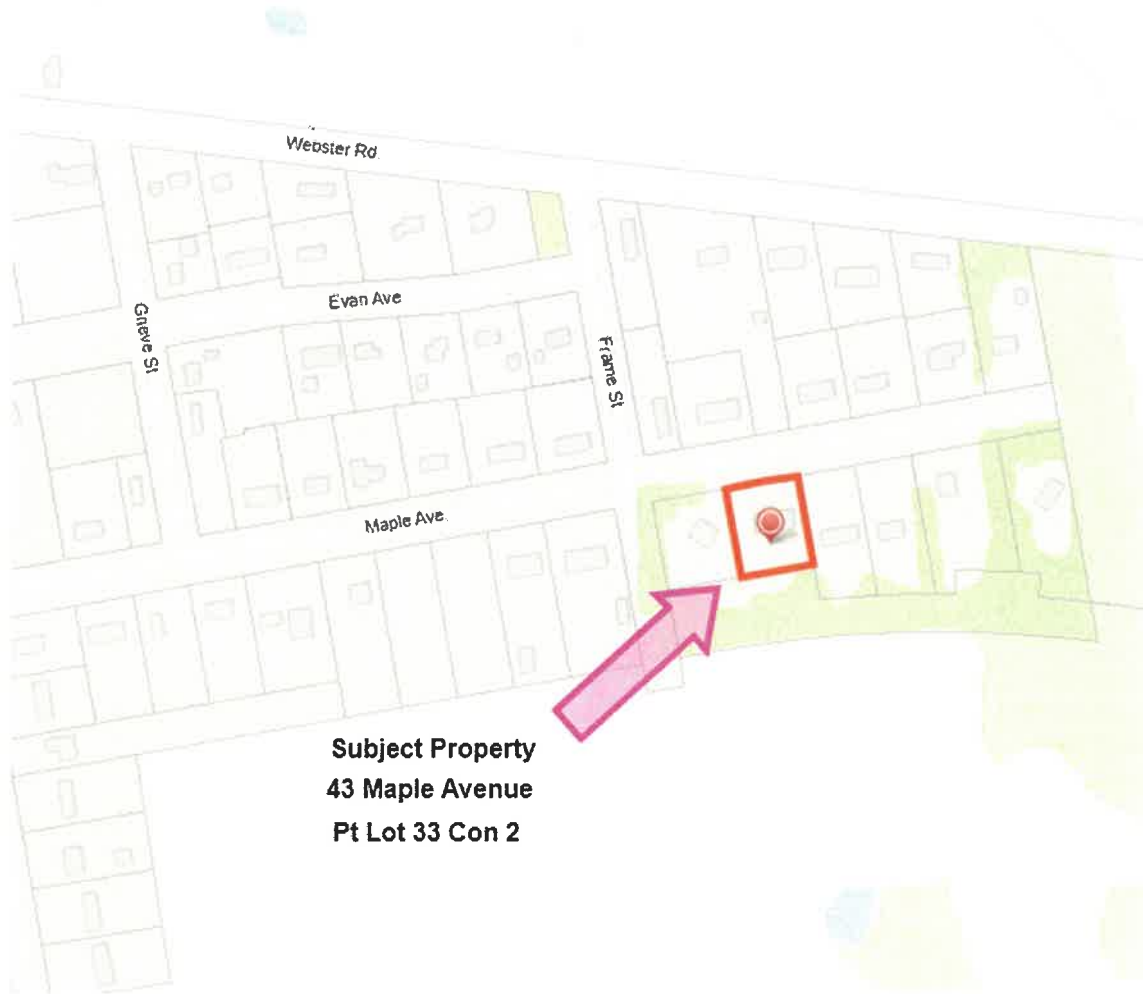 Webster Rd
Evan Ave
Gneve St
Frame St
Maple Ave
Subject Property
43 Maple Avenue
Pt Lot 33 Con 2